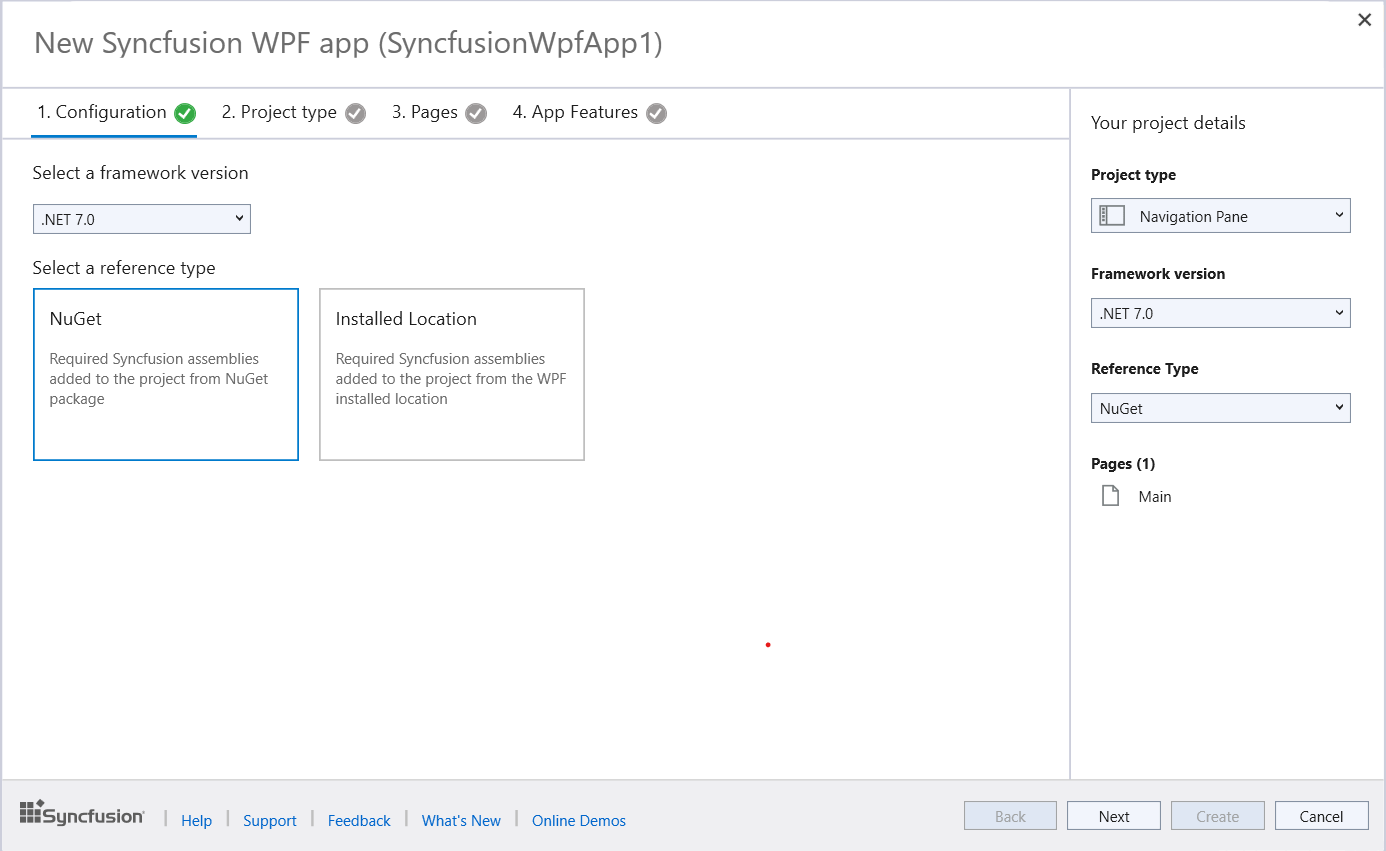 New Syncfusion WPF app (SyncfusionWpfApp1)
1. Configuration
2. Project type
3. Pages
4. App Features
Select a framework version
.NET 7.0
Select a reference type
NuGet
Required Syncfusion assemblies
added to the project from NuGet
package
Installed Location
Required Syncfusion assemblies
added to the project from the WPF
installed location
Your project details
Project type
Navigation Pane
Framework version
.NET 7.0
Reference Type
NuGet
Pages (1)
Main
Syncfusion
Help
Support
Feedback
What's New
Online Demos
Back
Next
Create
Cancel